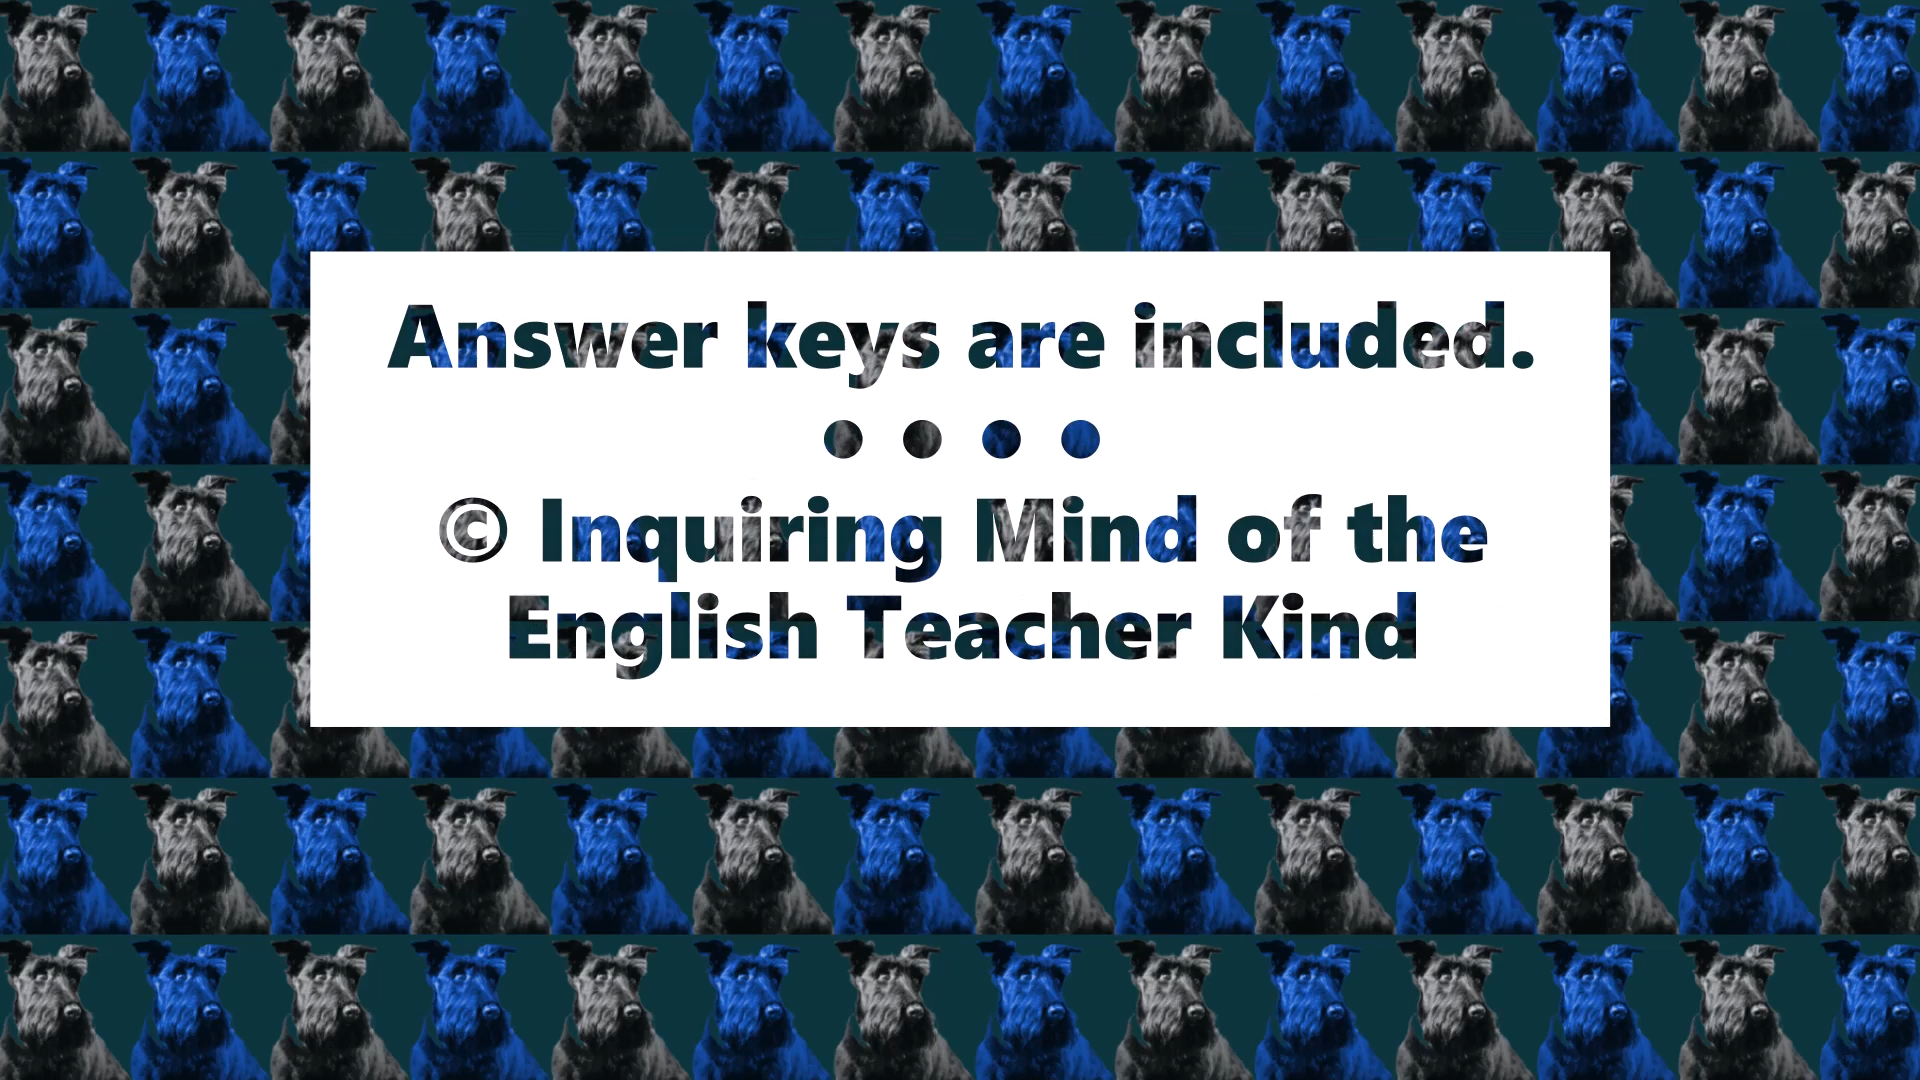 Answer keys are included.
• • • •
© Inquiring Mind of the
English Teacher Kind